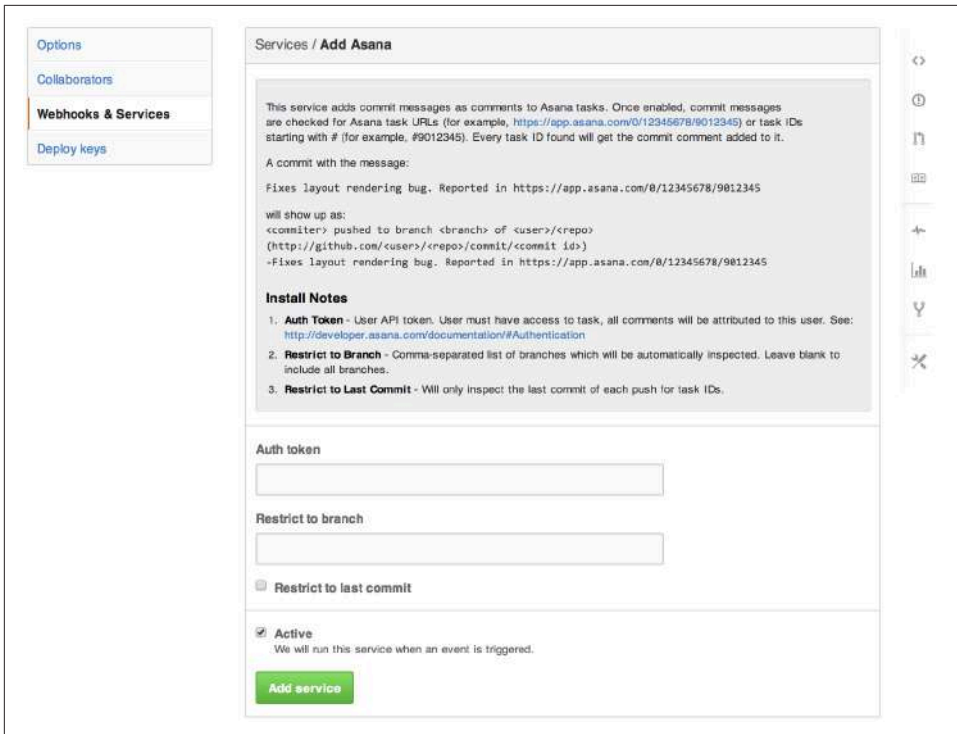 Options
Collaborators
Webhooks & Services
Deploy keys
Services / Add Asana
This service adds commit messages as comments to Asana tasks. Once enabled, commit messages
are checked for Asana task URLs (for example, https://app.asana.com/0/12345678/9012345) or task IDs
starting with # (for example, #9012345). Every task ID found will get the commit comment added to it.
A commit with the message:
Fixes layout rendering bug. Reported in https://app.asana.com/0/12345678/9012345
will show up as:
<commiter> pushed to branch <branch> of <user>/<repo>
(http://github.com/<user>/<repo>/commit/<commit id>)
-Fixes layout rendering bug. Reported in https://app.asana.com/0/12345678/9012345
Install Notes
1. Auth Token - User API token. User must have access to task, all comments will be attributed to this user. See:
http://developer.asana.com/documentation/#Authentication
2. Restrict to Branch - Comma-separated list of branches which will be automatically inspected. Leave blank to
include all branches.
3. Restrict to Last Commit - Will only inspect the last commit of each push for task IDs.
Auth token
Restrict to branch
Restrict to last commit
Active
We will run this service when an event is triggered.
Add service